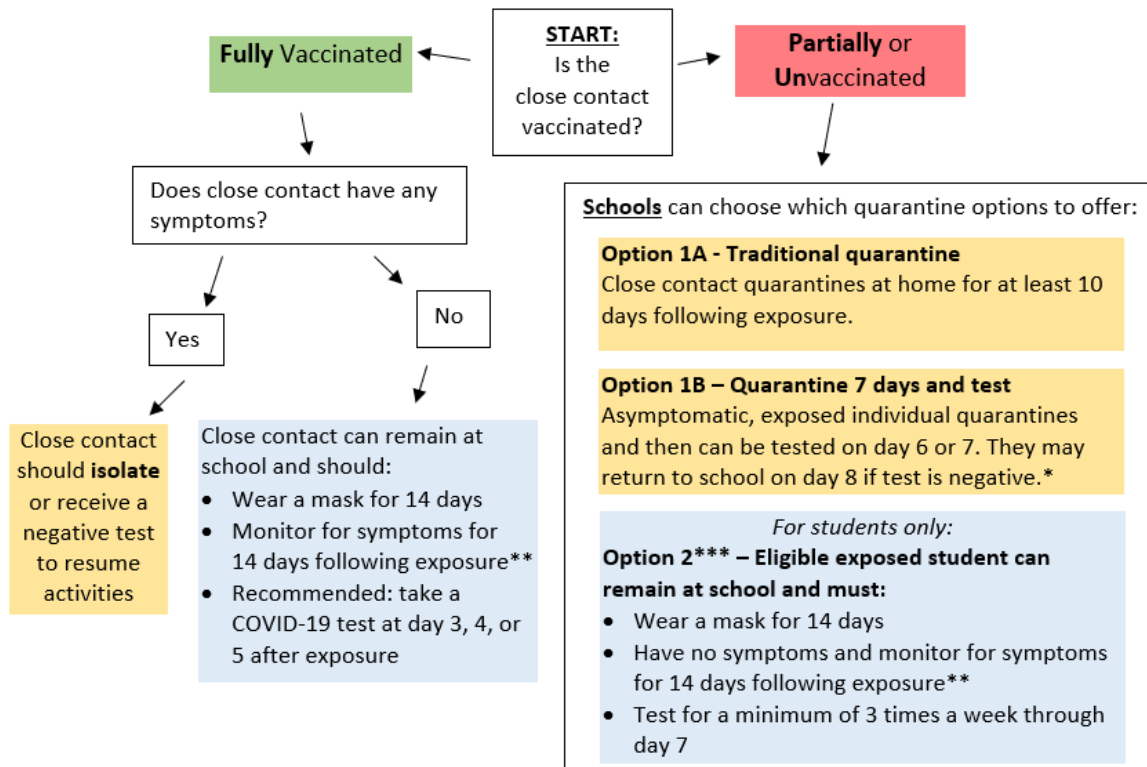 START:
Is the
close contact
vaccinated?
Fully Vaccinated
Partially or
Unvaccinated
Does close contact have any
symptoms?
Yes
No
Close contact
should isolate
or receive a
negative test
to resume
activities
Close contact can remain at
school and should:
• Wear a mask for 14 days
• Monitor for symptoms for
14 days following exposure**
• Recommended: take a
COVID-19 test at day 3, 4, or
5 after exposure
Schools can choose which quarantine options to offer:
Option 1A - Traditional quarantine
Close contact quarantines at home for at least 10
days following exposure.
Option 1B – Quarantine 7 days and test
Asymptomatic, exposed individual quarantines
and then can be tested on day 6 or 7. They may
return to school on day 8 if test is negative.*
For students only:
Option 2*** – Eligible exposed student can
remain at school and must:
• Wear a mask for 14 days
• Have no symptoms and monitor for symptoms
for 14 days following exposure**
• Test for a minimum of 3 times a week through
day 7